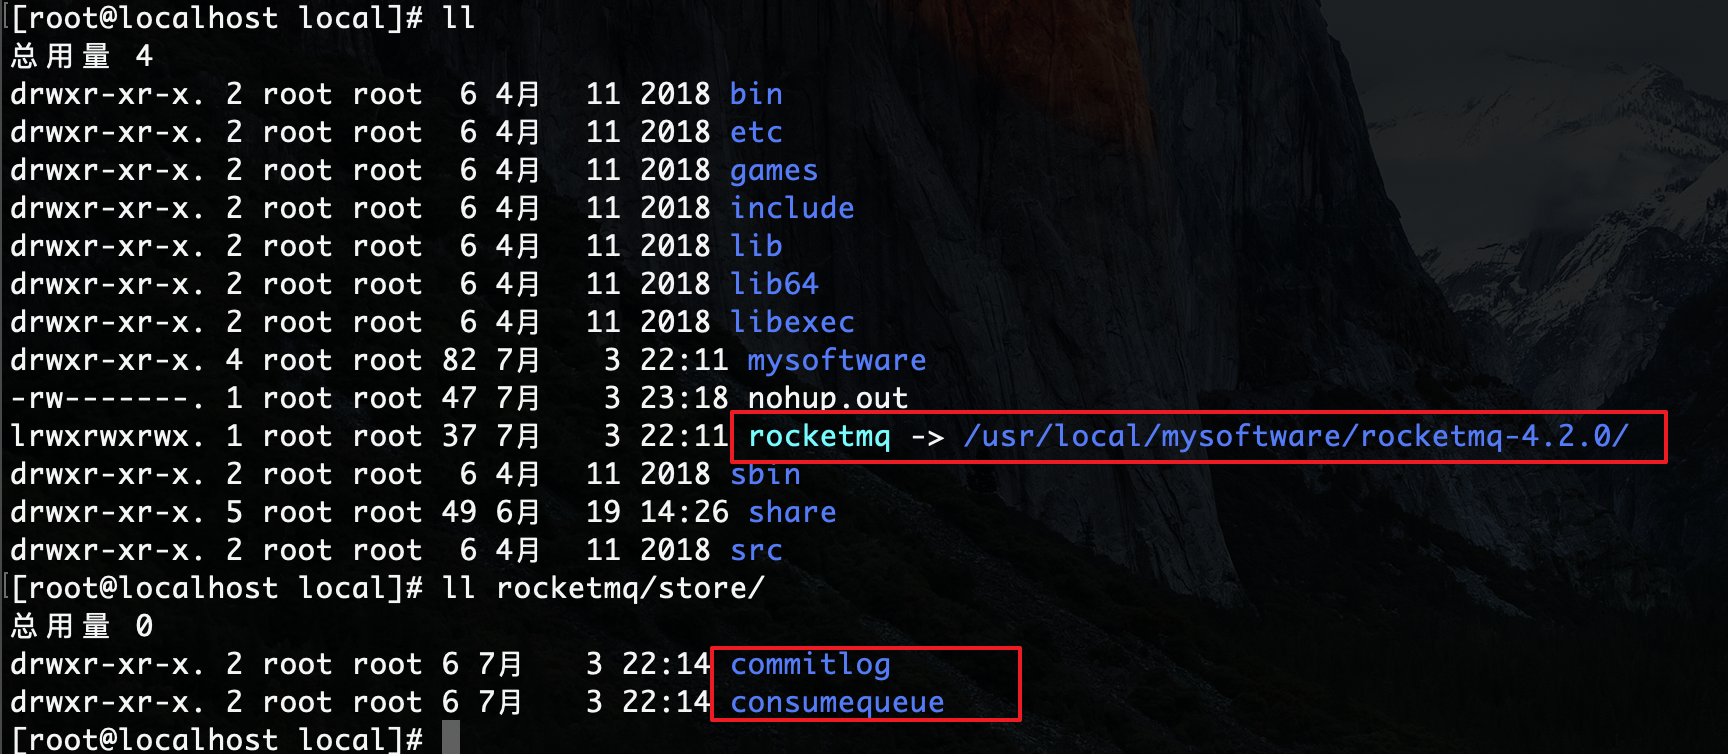 [root@localhost local]# ll
总用量 4
drwxr-xr-x. 2 root root  6 4月   11 2018 bin
drwxr-xr-x. 2 root root  6 4月   11 2018 etc
drwxr-xr-x. 2 root root  6 4月   11 2018 games
drwxr-xr-x. 2 root root  6 4月   11 2018 include
drwxr-xr-x. 2 root root  6 4月   11 2018 lib
drwxr-xr-x. 2 root root  6 4月   11 2018 lib64
drwxr-xr-x. 2 root root  6 4月   11 2018 libexec
drwxr-xr-x. 4 root root 82 7月    3 22:11 mysoftware
-rw-------. 1 root root 47 7月    3 23:18 nohup.out
lrwxrwxrwx. 1 root root 37 7月    3 22:11 rocketmq -> /usr/local/mysoftware/rocketmq-4.2.0/
drwxr-xr-x. 2 root root  6 4月   11 2018 sbin
drwxr-xr-x. 5 root root 49 6月   19 14:26 share
drwxr-xr-x. 2 root root  6 4月   11 2018 src
[root@localhost local]# ll rocketmq/store/
总用量 0
drwxr-xr-x. 2 root root 6 7月    3 22:14 commitlog
drwxr-xr-x. 2 root root 6 7月    3 22:14 consumequeue
[root@localhost local]#